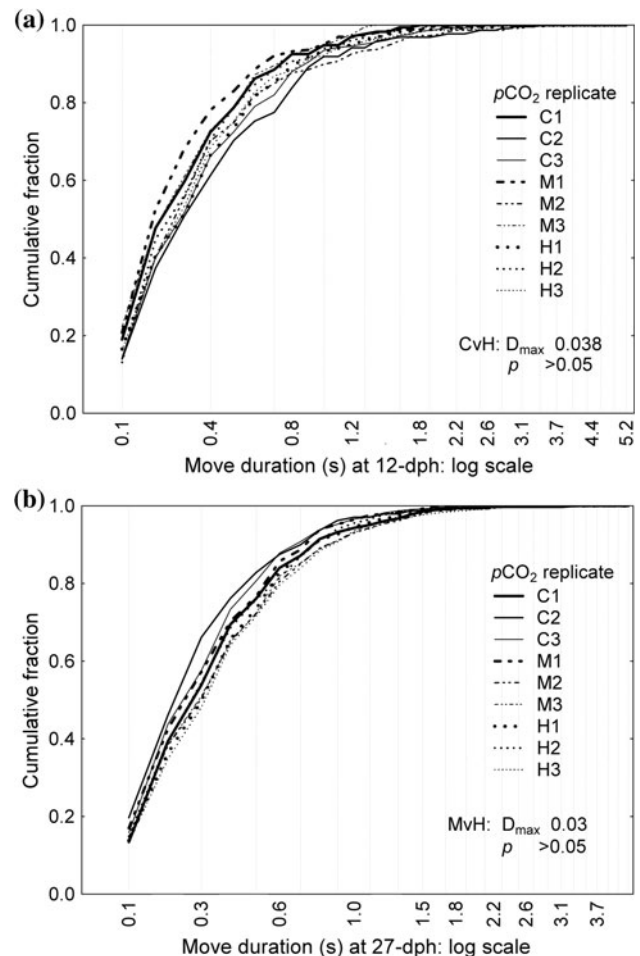 (a)
1.0
0.8
0.6
0.4
0.2
0.0
Cumulative fraction
pCO₂ replicate
C1
C2
C3
M1
M2
M3
H1
H2
H3
CvH: Dmax 0.038
p >0.05
0.1 0.4 0.8 1.2 1.8 2.2 2.6 3.1 3.7 4.4 5.2
Move duration (s) at 12-dph: log scale
(b)
1.0
0.8
0.6
0.4
0.2
0.0
Cumulative fraction
pCO₂ replicate
C1
C2
C3
M1
M2
M3
H1
H2
H3
MvH: Dmax 0.03
p >0.05
0.1 0.3 0.6 1.0 1.5 1.8 2.2 2.6 3.1 3.7
Move duration (s) at 27-dph: log scale